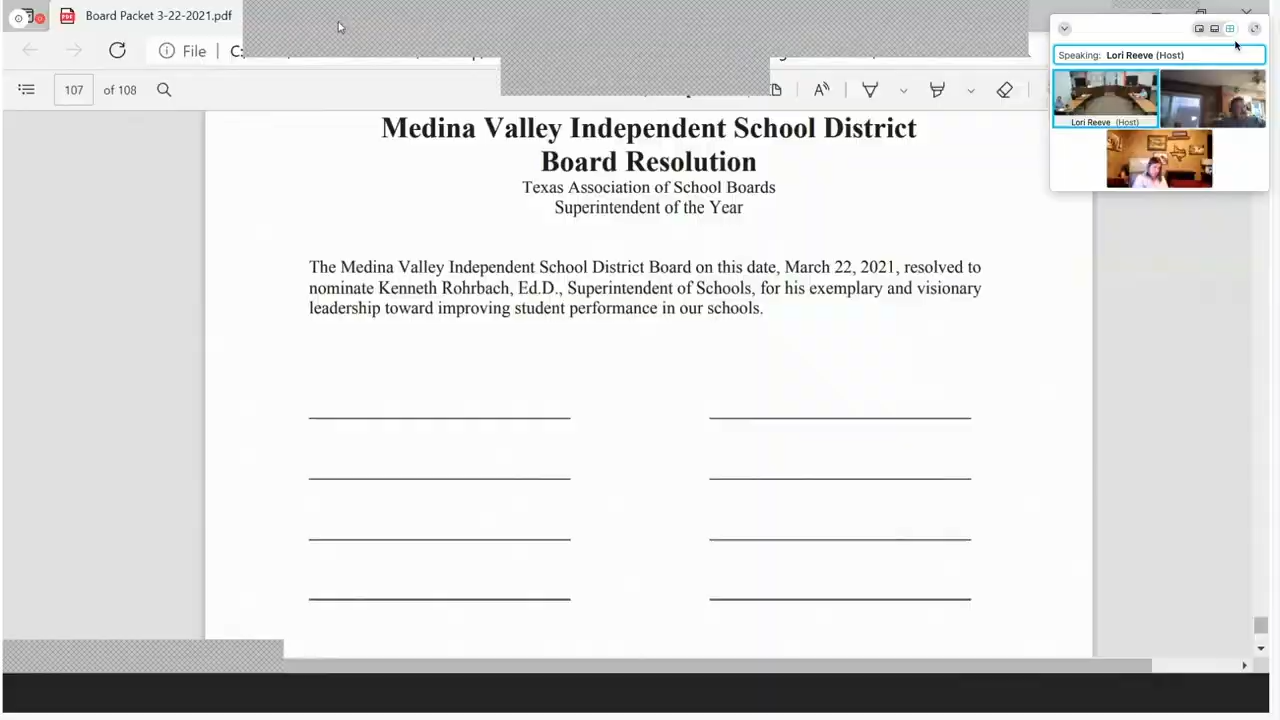 Board Packet 3-22-2021.pdf
File
C:
107 of 108
Speaking: Lori Reeve (Host)
Lori Reeve (Host)
Medina Valley Independent School District
Board Resolution
Texas Association of School Boards
Superintendent of the Year
The Medina Valley Independent School District Board on this date, March 22, 2021, resolved to
nominate Kenneth Rohrbach, Ed.D., Superintendent of Schools, for his exemplary and visionary
leadership toward improving student performance in our schools.